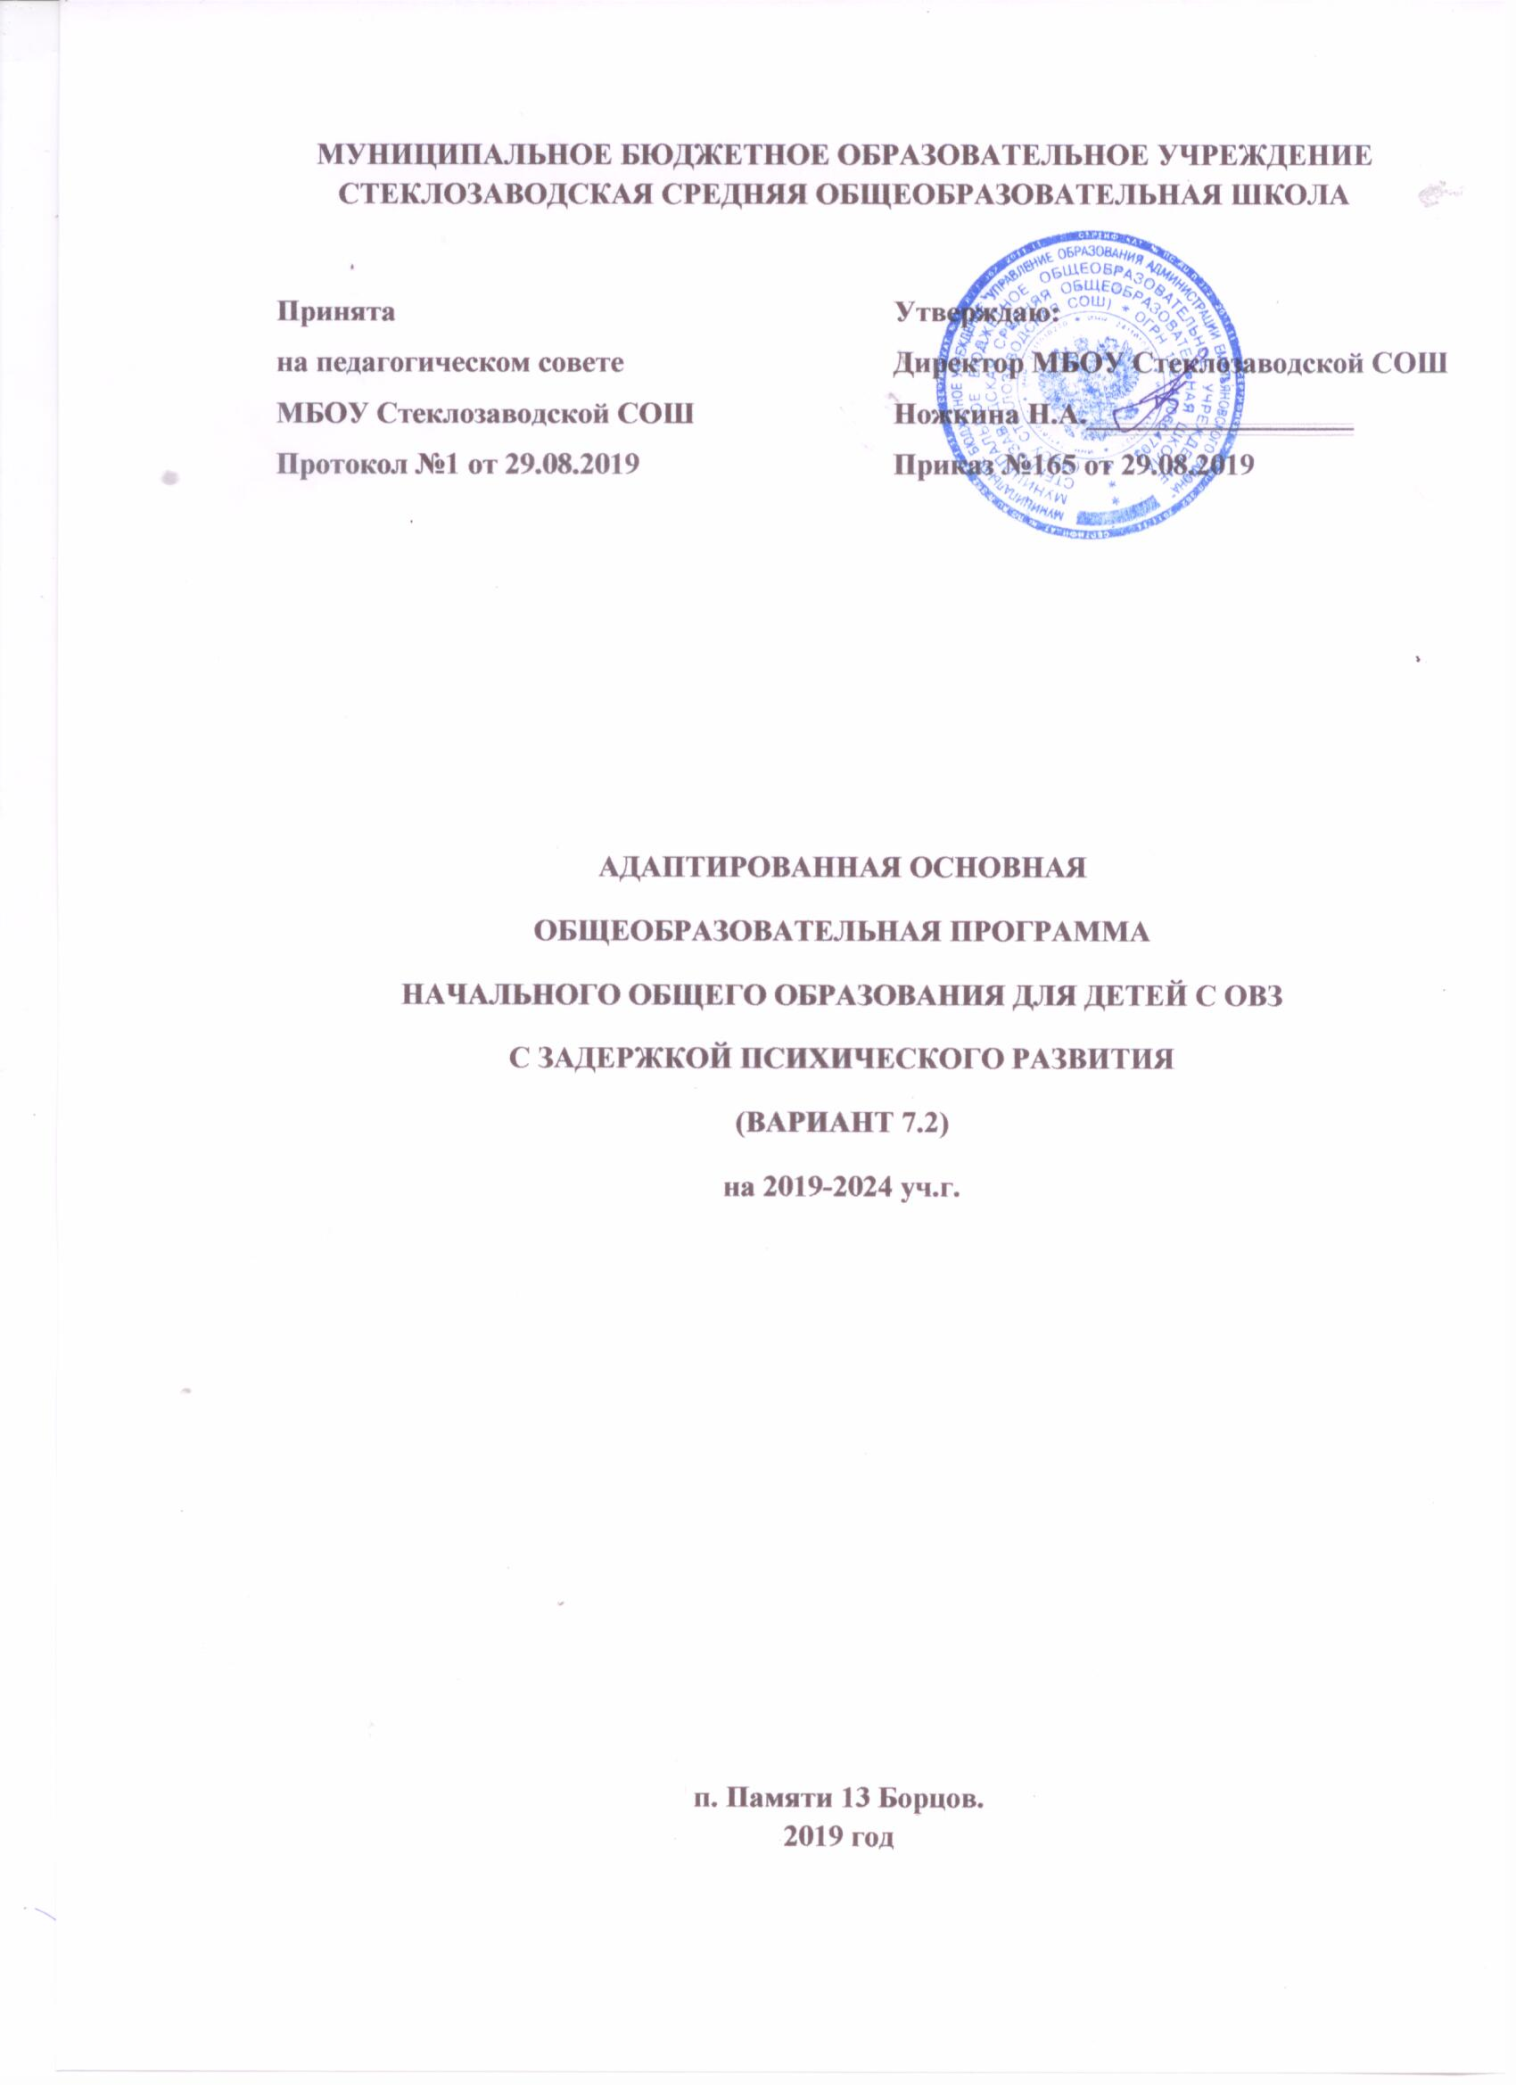 МУНИЦИПАЛЬНОЕ БЮДЖЕТНОЕ ОБРАЗОВАТЕЛЬНОЕ УЧРЕЖДЕНИЕ
СТЕКЛОЗАВОДСКАЯ СРЕДНЯЯ ОБЩЕОБРАЗОВАТЕЛЬНАЯ ШКОЛА
Принята
на педагогическом совете
МБОУ Стеклозаводской СОШ
Протокол №1 от 29.08.2019
Утверждаю:
Директор МБОУ Стеклозаводской СОШ
Ножкина Н.А.
Приказ №165 от 29.08.2019
АДАПТИРОВАННАЯ ОСНОВНАЯ
ОБЩЕОБРАЗОВАТЕЛЬНАЯ ПРОГРАММА
НАЧАЛЬНОГО ОБЩЕГО ОБРАЗОВАНИЯ ДЛЯ ДЕТЕЙ С ОВЗ
С ЗАДЕРЖКОЙ ПСИХИЧЕСКОГО РАЗВИТИЯ
(ВАРИАНТ 7.2)
на 2019-2024 уч.г.
п. Памяти 13 Борцов.
2019 год